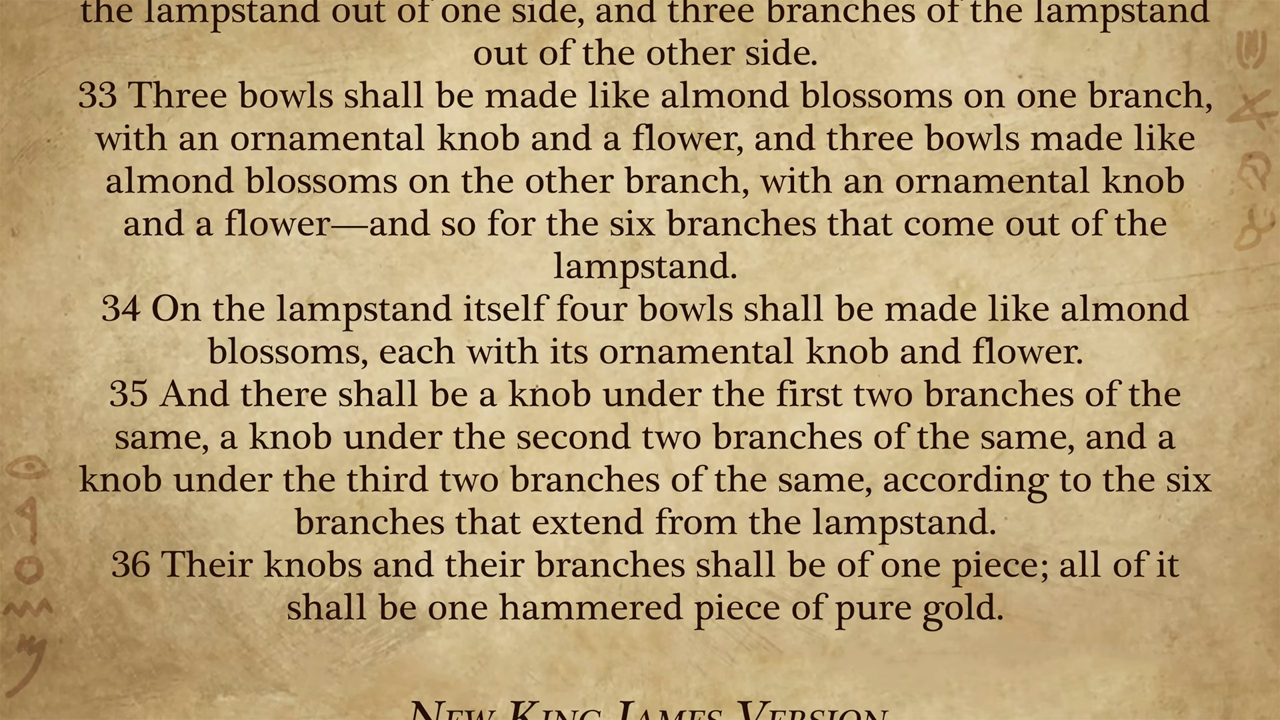 the lampstand out of one side, and three branches of the lampstand
out of the other side.
33 Three bowls shall be made like almond blossoms on one branch,
with an ornamental knob and a flower, and three bowls made like
almond blossoms on the other branch, with an ornamental knob
and a flower—and so for the six branches that come out of the
lampstand.
34 On the lampstand itself four bowls shall be made like almond
blossoms, each with its ornamental knob and flower.
35 And there shall be a knob under the first two branches of the
same, a knob under the second two branches of the same, and a
knob under the third two branches of the same, according to the six
branches that extend from the lampstand.
36 Their knobs and their branches shall be of one piece; all of it
shall be one hammered piece of pure gold.
New King James Version